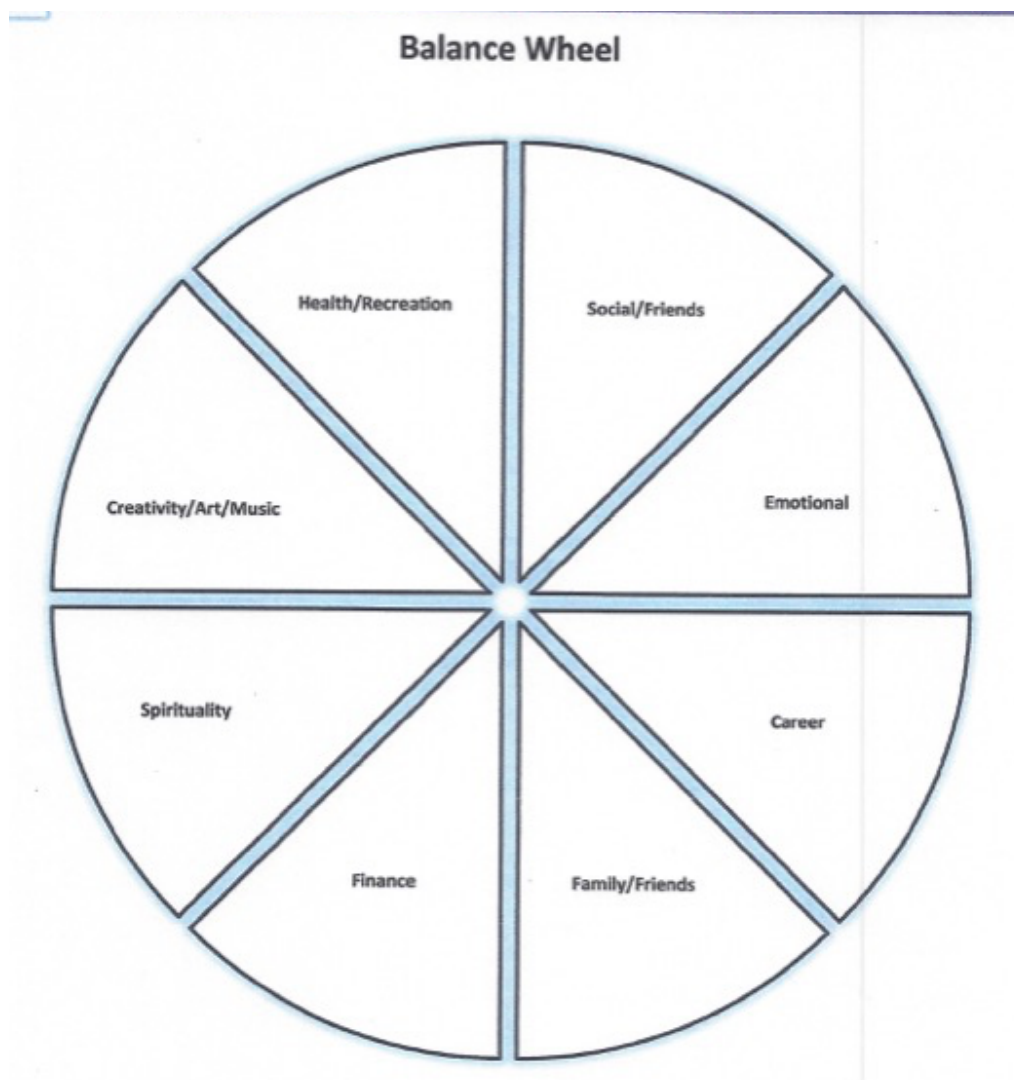 Balance Wheel
Health/Recreation
Social/Friends
Creativity/Art/Music
Emotional
Spirituality
Career
Finance
Family/Friends